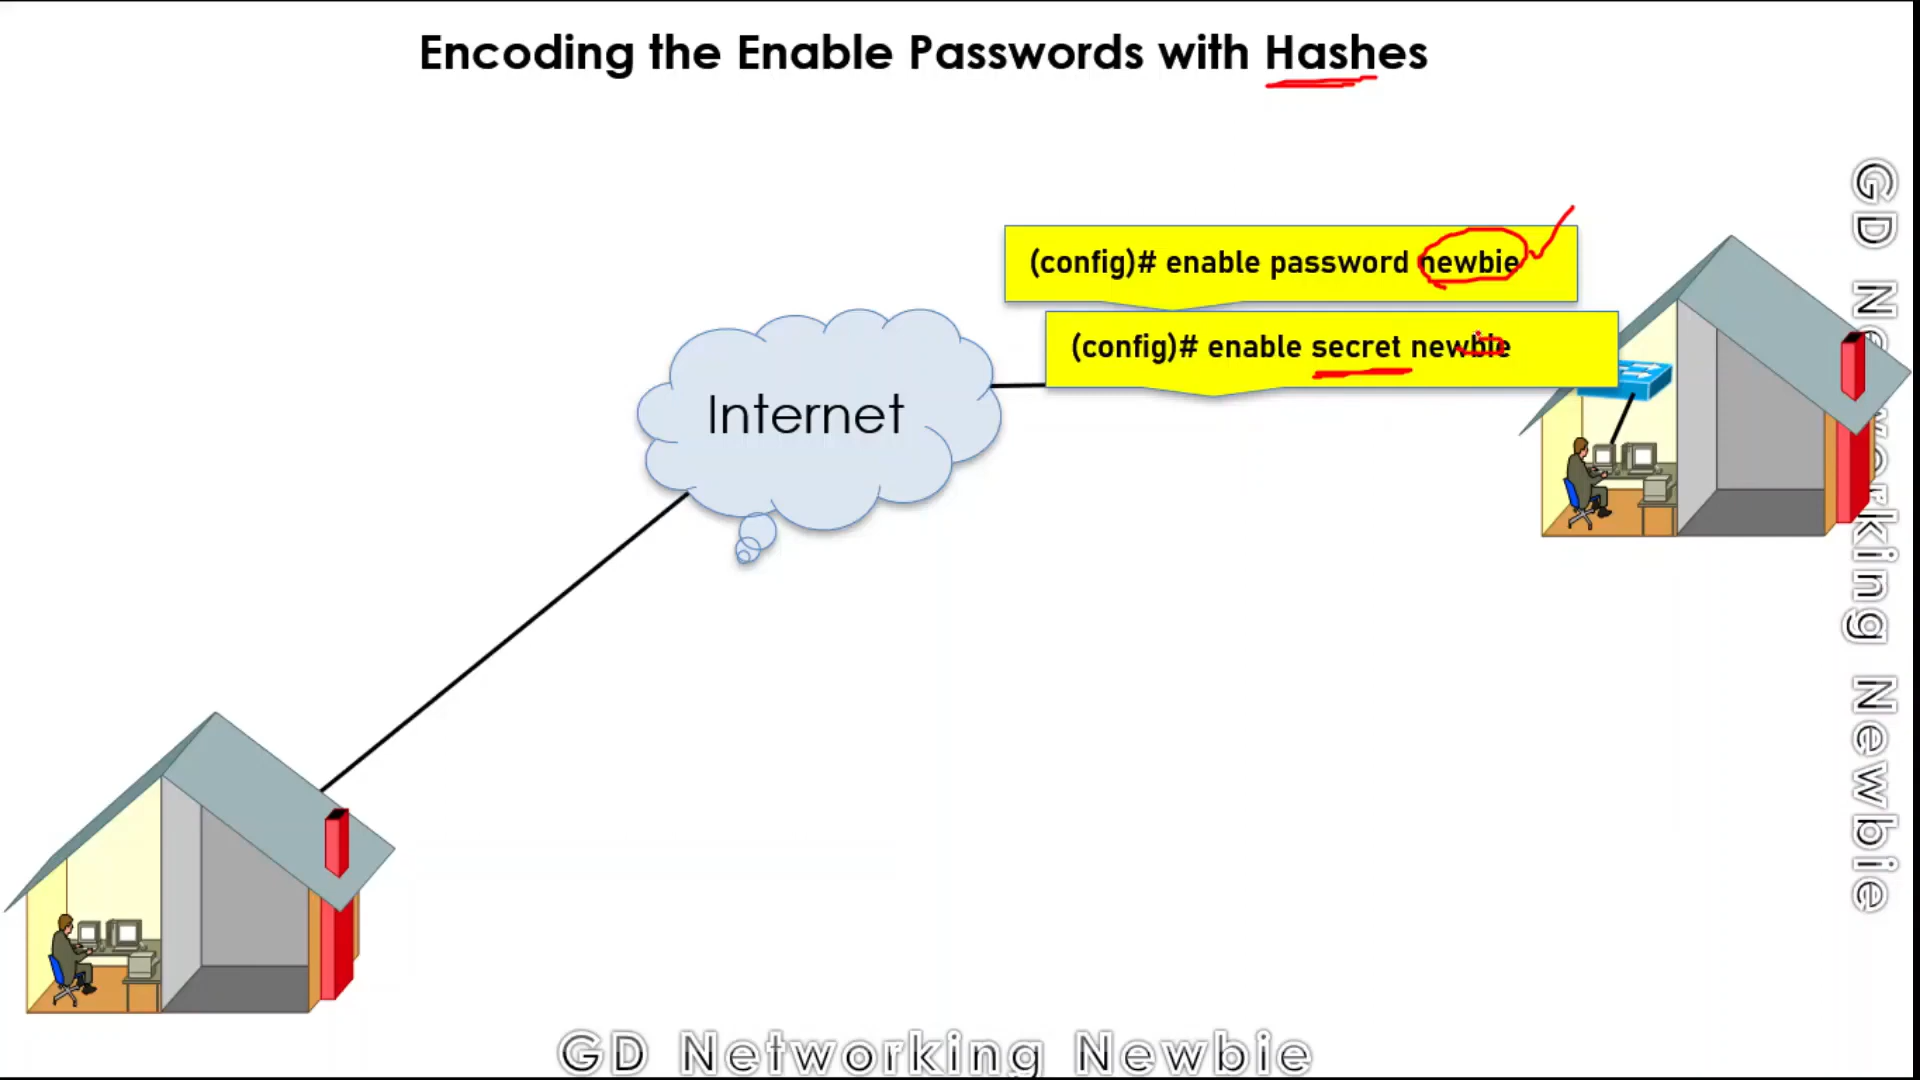 Encoding the Enable Passwords with Hashes
(config)# enable password newbie
(config)# enable secret newbie
Internet
GD Networking Newbie
GD Networking Newbie